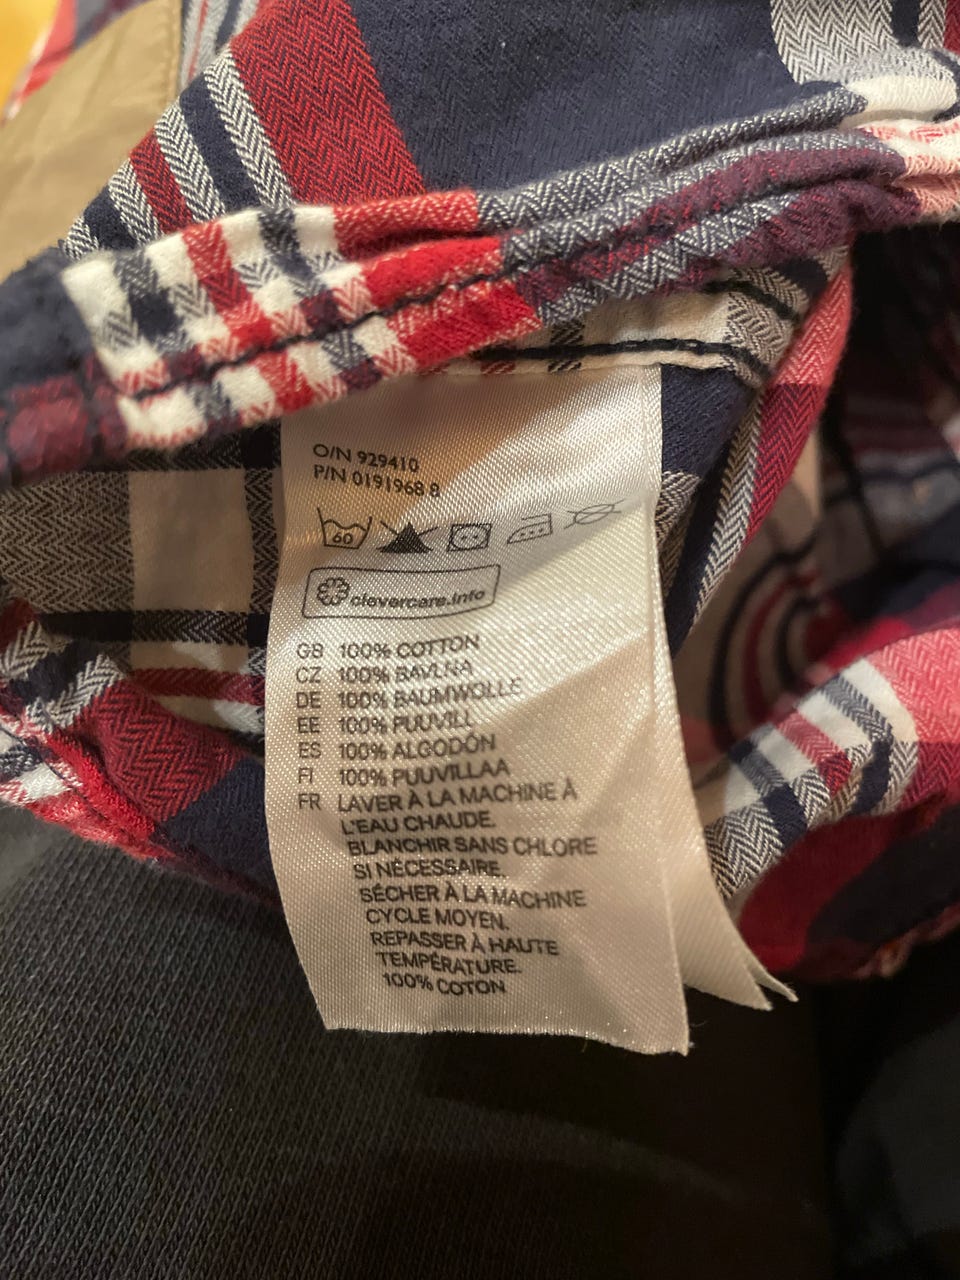 O/N 929410
P/N 0191968 8
60
clevercare.info
GB 100% COTTON
CZ 100% BAVLNA
DE 100% BAUMWOLLE
EE 100% PUUVILL
ES 100% ALGODÓN
FI 100% PUUVILLAA
FR LAVER À LA MACHINE À
L'EAU CHAUDE.
BLANCHIR SANS CHLORE
SI NÉCESSAIRE.
SÉCHER À LA MACHINE
CYCLE MOYEN.
REPASSER À HAUTE
TEMPÉRATURE.
100% COTON